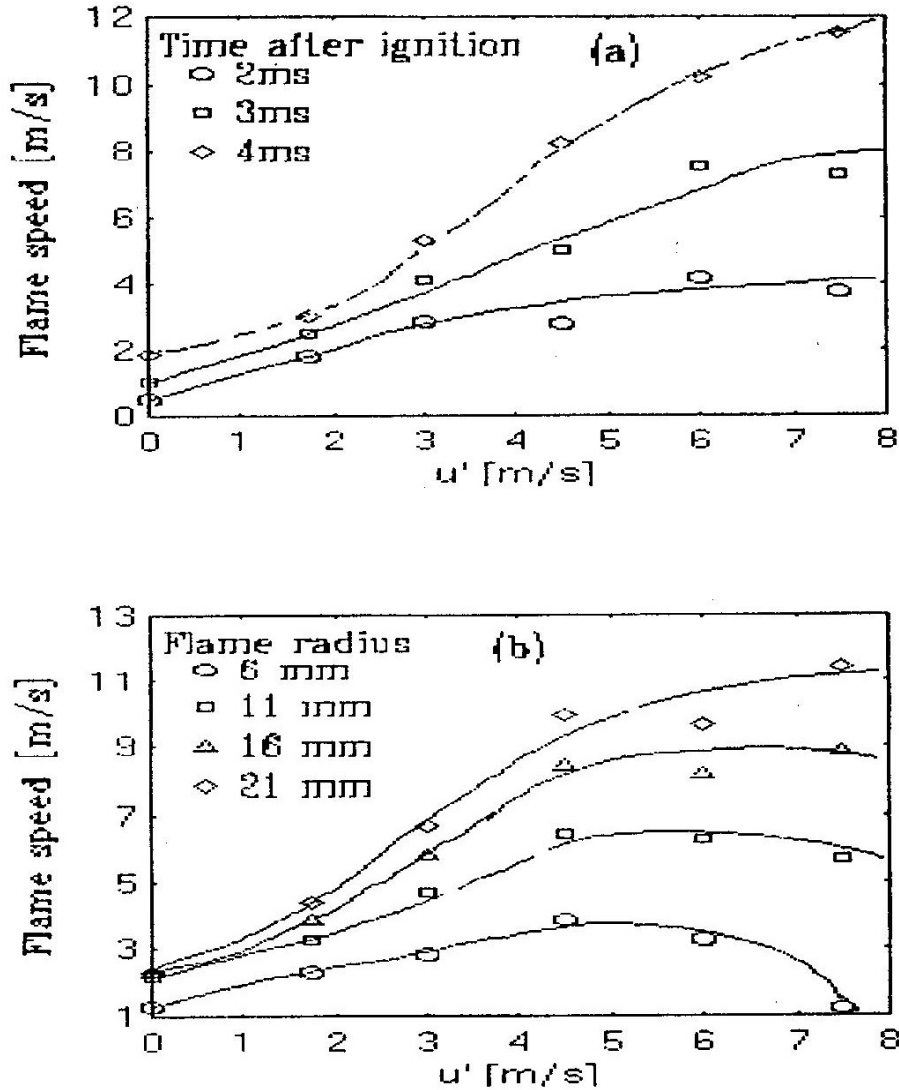 12
10
8
6
4
2
0
Flame speed [m/s]
Time after ignition
(a)
2ms
3ms
4ms
0 1 2 3 4 5 6 7 8
u' [m/s]
13
11
9
7
5
3
1
Flame speed [m/s]
Flame radius
(b)
6 mm
11 mm
16 mm
21 mm
0 1 2 3 4 5 6 7 8
u' [m/s]